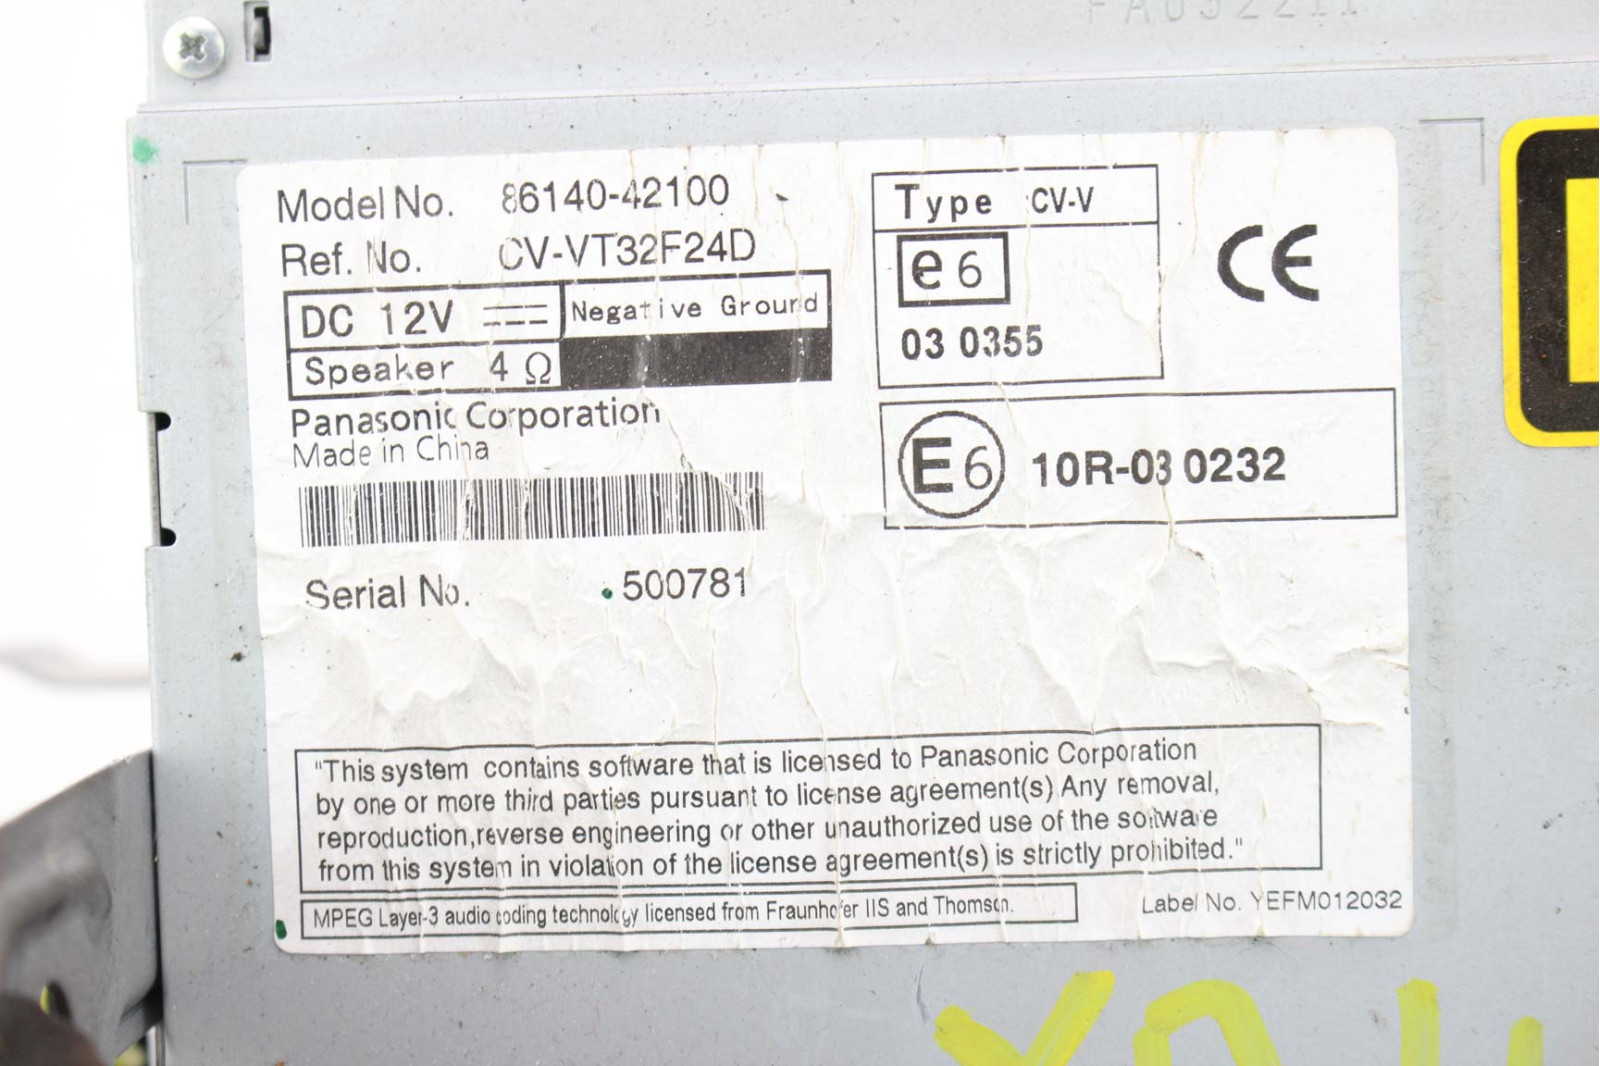 Model No. 86140-42100
Ref. No. CV-VT32F24D
DC 12V Negative Ground
Speaker 4 Ω
Panasonic Corporation
Made in China
Serial No. .500781
Type CV-V
e6
03 0355
CE
E6 10R-03 0232
"This system contains software that is licensed to Panasonic Corporation
by one or more third parties pursuant to license agreement(s) Any removal,
reproduction,reverse engineering or other unauthorized use of the software
from this system in violation of the license agreement(s) is strictly prohibited."
MPEG Layer-3 audio coding technology licensed from Fraunhofer IIS and Thomson.
Label No. YEFM012032